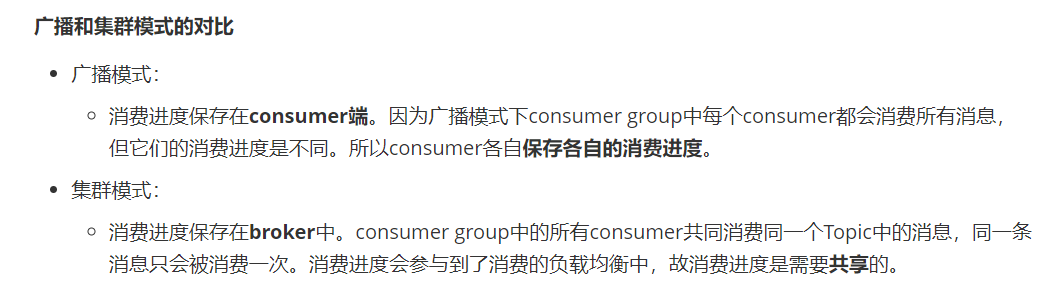 广播和集群模式的对比
广播模式：
消费进度保存在consumer端。因为广播模式下consumer group中每个consumer都会消费所有消息，
但它们的消费进度是不同。所以consumer各自保存各自的消费进度。
集群模式：
消费进度保存在broker中。consumer group中的所有consumer共同消费同一个Topic中的消息，同一条
消息只会被消费一次。消费进度会参与到了消费的负载均衡中，故消费进度是需要共享的。